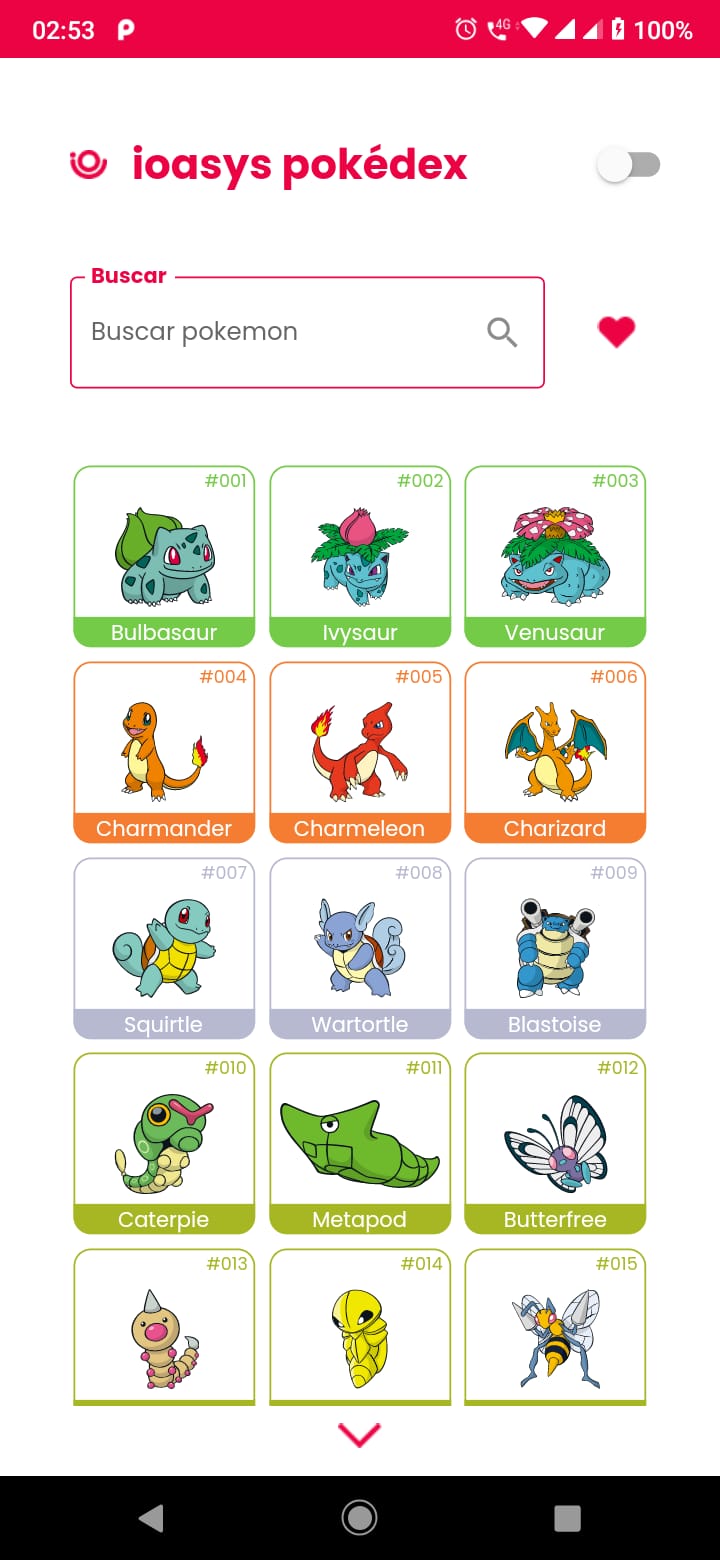 02:53 4G 100%
ioasys pokédex
Buscar
Buscar pokemon
#001 #002 #003
Bulbasaur Ivysaur Venusaur
#004 #005 #006
Charmander Charmeleon Charizard
#007 #008 #009
Squirtle Wartortle Blastoise
#010 #011 #012
Caterpie Metapod Butterfree
#013 #014 #015